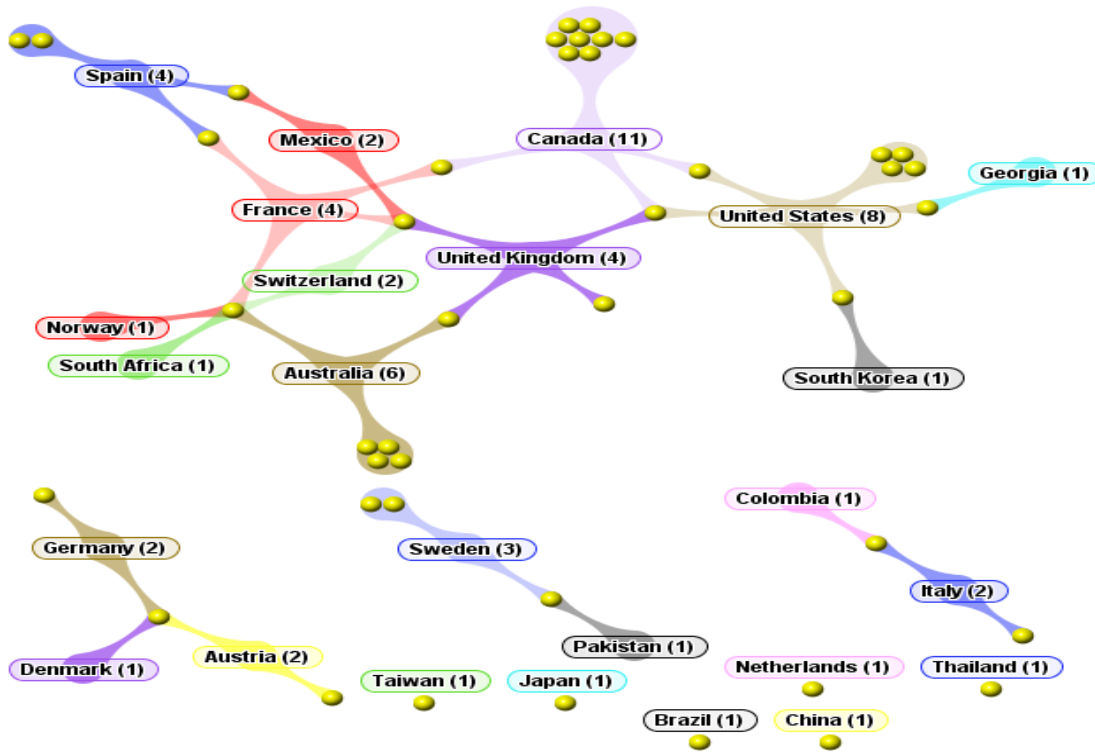 Spain (4)
Mexico (2)
Canada (11)
Georgia (1)
France (4)
United States (8)
United Kingdom (4)
Switzerland (2)
Norway (1)
South Africa (1)
Australia (6)
South Korea (1)
Colombia (1)
Germany (2)
Sweden (3)
Italy (2)
Pakistan (1)
Austria (2)
Denmark (1)
Netherlands (1)
Thailand (1)
Taiwan (1)
Japan (1)
Brazil (1)
China (1)